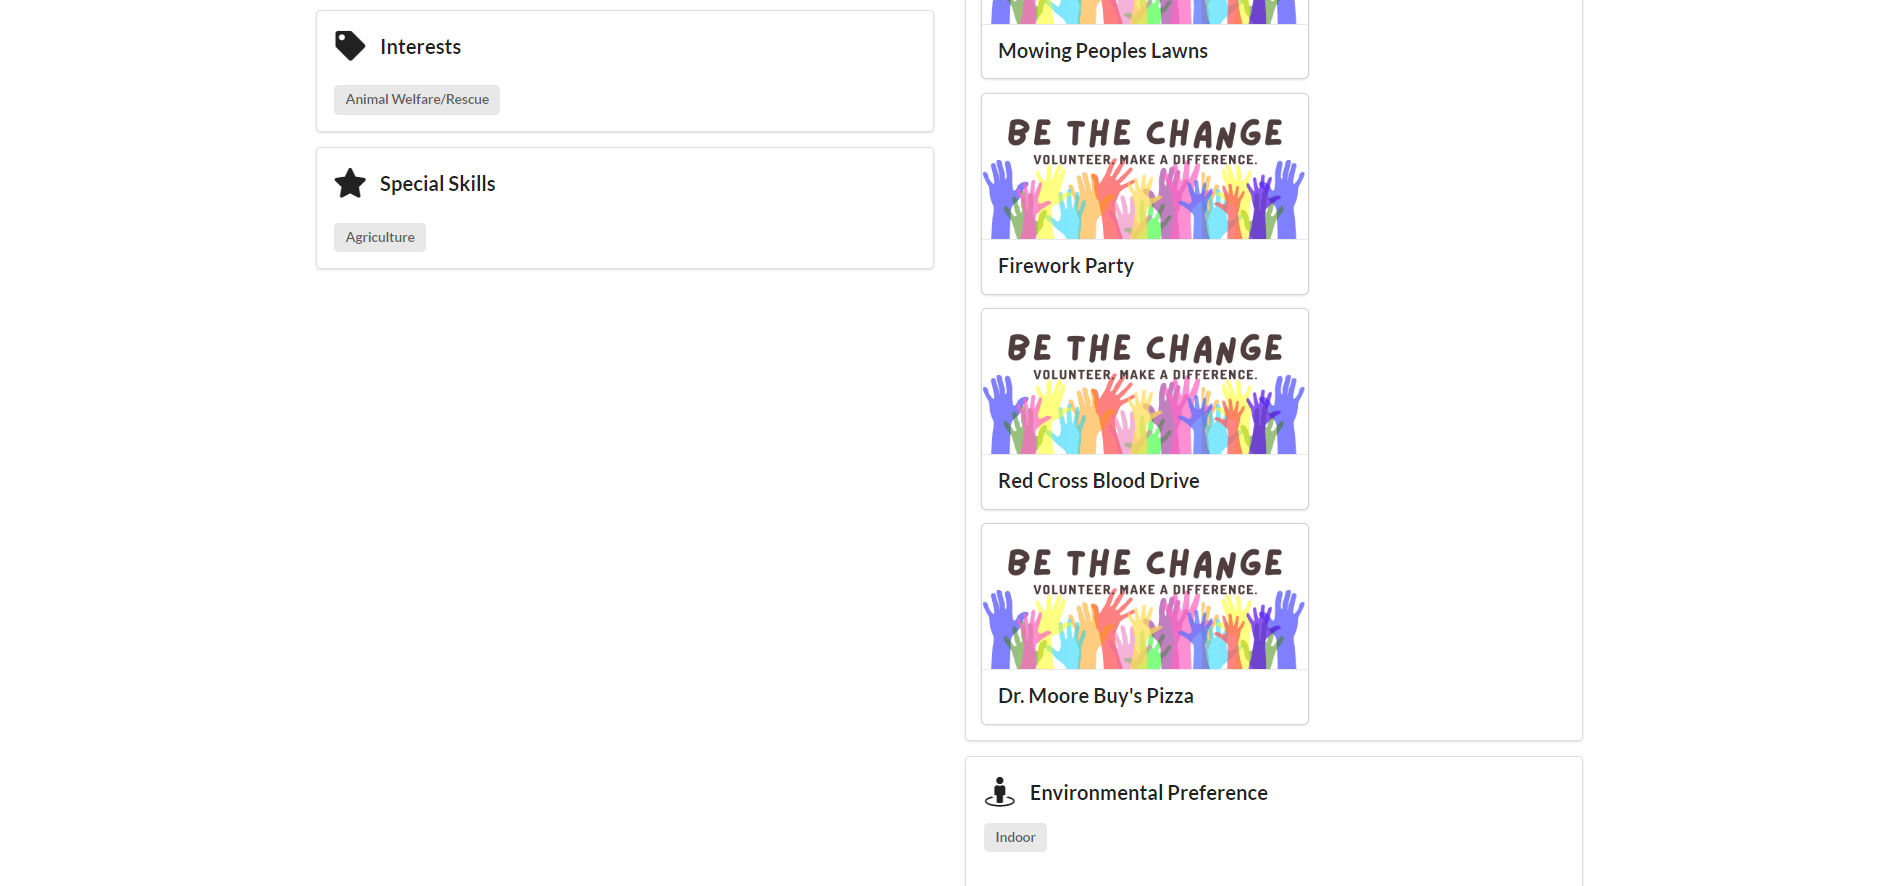 Interests
Animal Welfare/Rescue
Special Skills
Agriculture
Mowing Peoples Lawns
BE THE CHANGE
VOLUNTEER. MAKE A DIFFERENCE.
Firework Party
BE THE CHANGE
VOLUNTEER. MAKE A DIFFERENCE.
Red Cross Blood Drive
BE THE CHANGE
VOLUNTEER. MAKE A DIFFERENCE.
Dr. Moore Buy's Pizza
Environmental Preference
Indoor